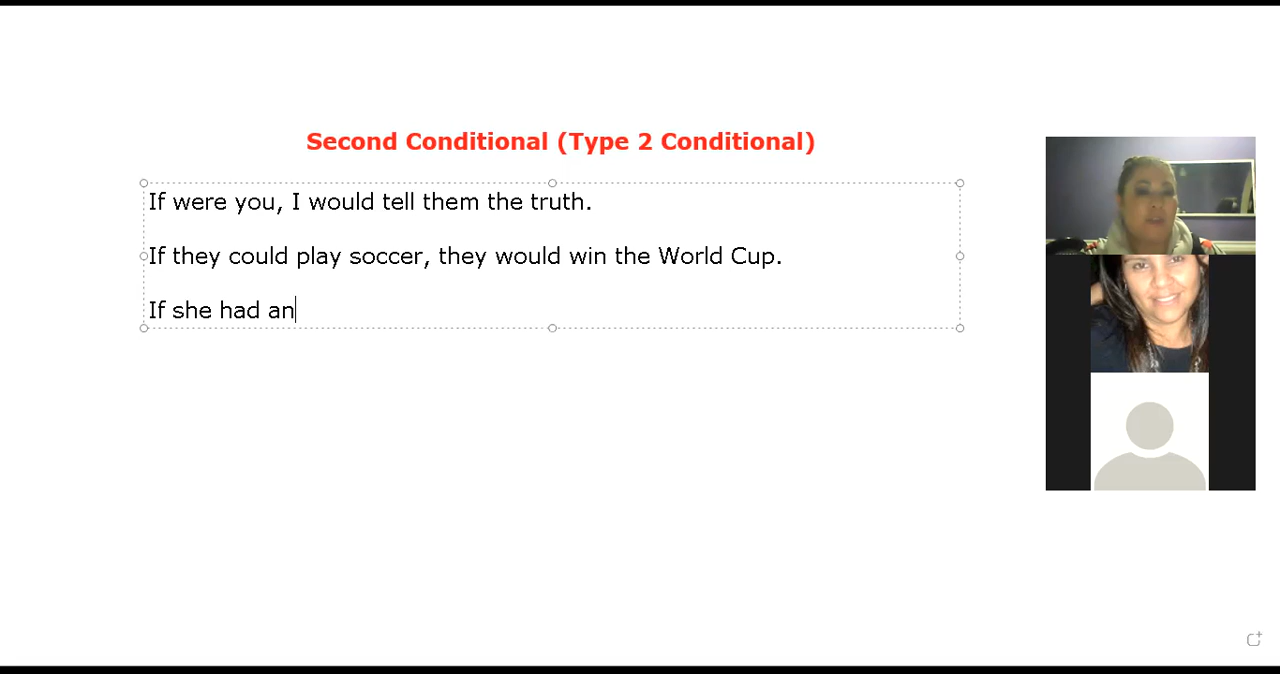 Second Conditional (Type 2 Conditional)
If were you, I would tell them the truth.
If they could play soccer, they would win the World Cup.
If she had an